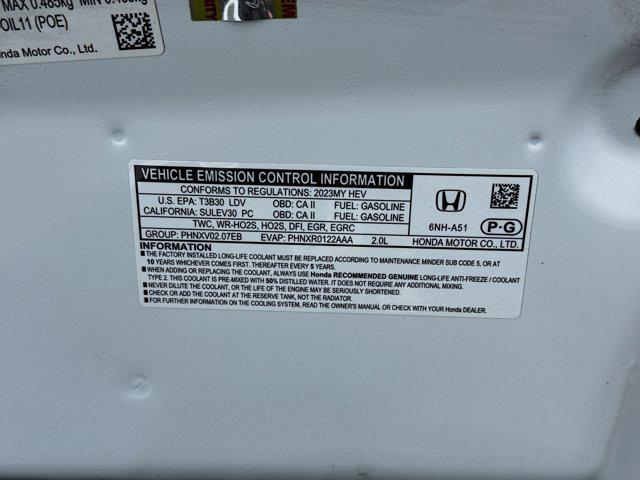 MAX 0.485kg MIN
OIL11 (POE)
Honda Motor Co., Ltd.
VEHICLE EMISSION CONTROL INFORMATION
CONFORMS TO REGULATIONS: 2023MY HEV
U.S. EPA: T3B30 LDV OBD: CA II FUEL: GASOLINE
CALIFORNIA: SULEV30 PC OBD: CA II FUEL: GASOLINE
TWC, WR-HO2S, HO2S, DFI, EGR, EGRC
GROUP: PHNXV02.07EB EVAP: PHNXR0122AAA 2.0L
6NH-A51 P-G
HONDA MOTOR CO., LTD.
INFORMATION
■ THE FACTORY INSTALLED LONG-LIFE COOLANT MUST BE REPLACED ACCORDING TO MAINTENANCE MINDER SUB CODE 5, OR AT
10 YEARS WHICHEVER COMES FIRST. THEREAFTER EVERY 5 YEARS.
■ WHEN ADDING OR REPLACING THE COOLANT, ALWAYS USE Honda RECOMMENDED GENUINE LONG-LIFE ANTI-FREEZE / COOLANT
TYPE 2. THIS COOLANT IS PRE-MIXED WITH 50% DISTILLED WATER. IT DOES NOT REQUIRE ANY ADDITIONAL MIXING.
■ NEVER DILUTE THE COOLANT, OR THE LIFE OF THE ENGINE MAY BE SERIOUSLY SHORTENED.
■ CHECK OR ADD COOLANT AT THE RESERVE TANK, NOT THE RADIATOR.
■ FOR FURTHER INFORMATION ON THE COOLING SYSTEM, READ THE OWNER'S MANUAL OR CHECK WITH YOUR Honda DEALER.